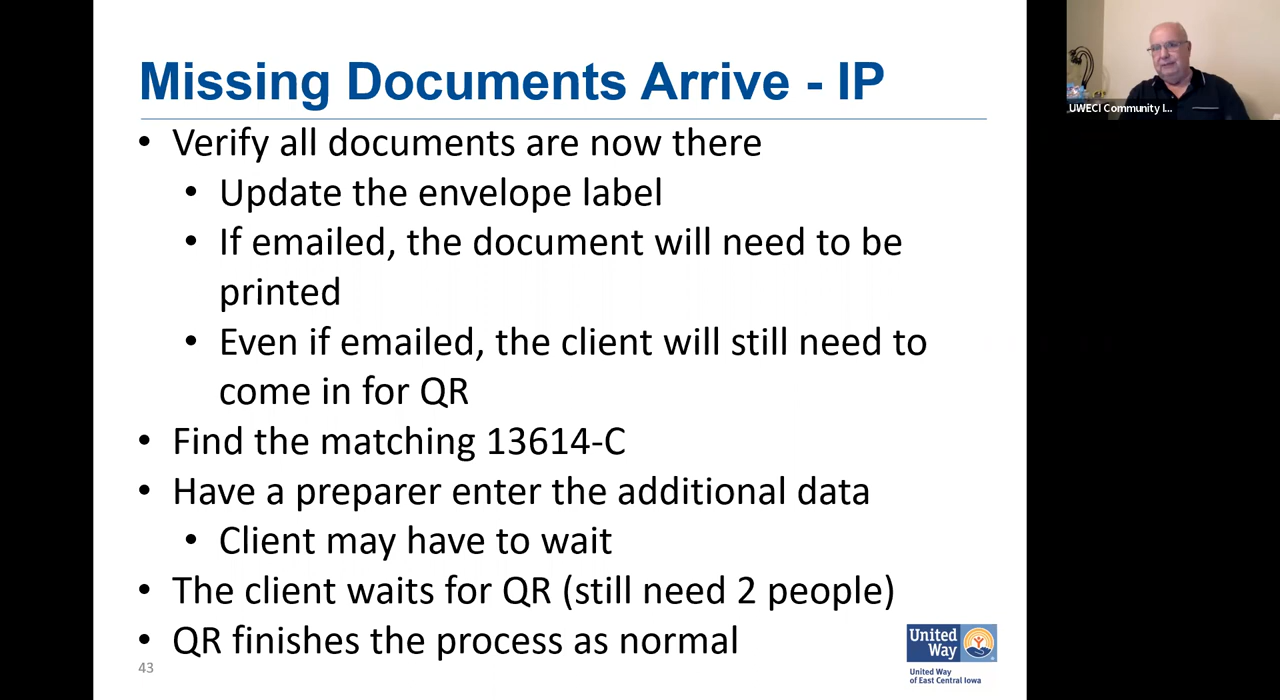 Missing Documents Arrive - IP
• Verify all documents are now there
• Update the envelope label
• If emailed, the document will need to be
printed
• Even if emailed, the client will still need to
come in for QR
• Find the matching 13614-C
• Have a preparer enter the additional data
• Client may have to wait
• The client waits for QR (still need 2 people)
• QR finishes the process as normal
43
United
Way
United Way
of East Central Iowa
UWECI Community I...